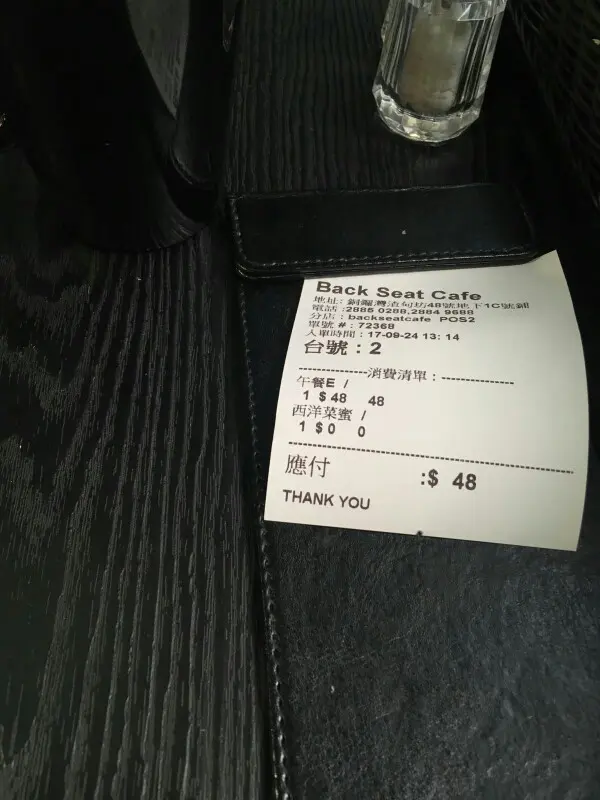 Back Seat Cafe
地址: 銅鑼灣渣甸坊48號地下1C號鋪
電話 :2885 0288,2884 9688
分店 : backseatcafe POS2
單號 # : 72368
入單時間 : 17-09-24 13: 14
台號 : 2
----------------消費清單 : ----------------
午餐E /
1 $ 48 48
西洋菜蜜 /
1 $ 0 0
應付 :$ 48
THANK YOU